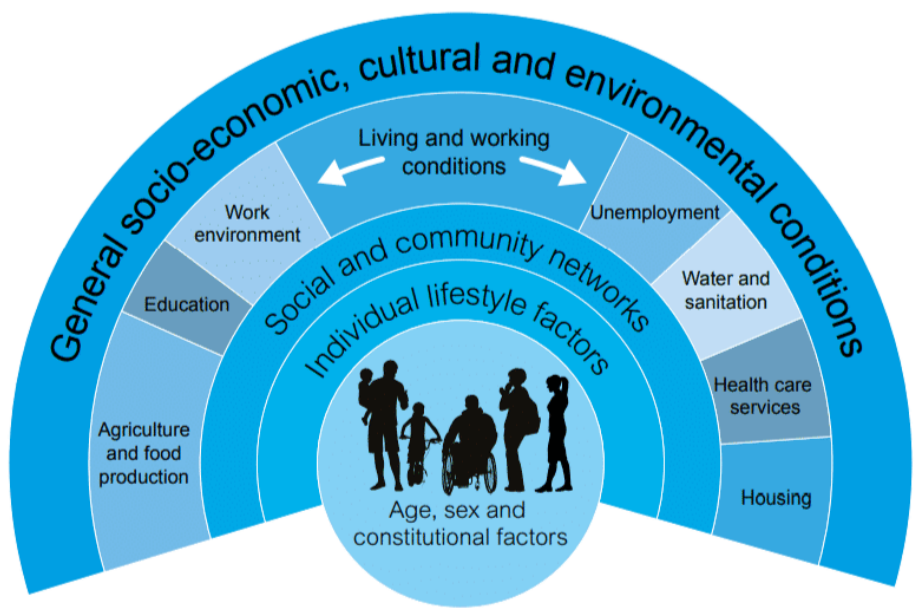 General socio-economic, cultural and environmental conditions
Living and working
conditions
Work
environment
Unemployment
Education
Water and
sanitation
Agriculture
and food
production
Health care
services
Housing
Social and community networks
Individual lifestyle factors
Age, sex and
constitutional factors